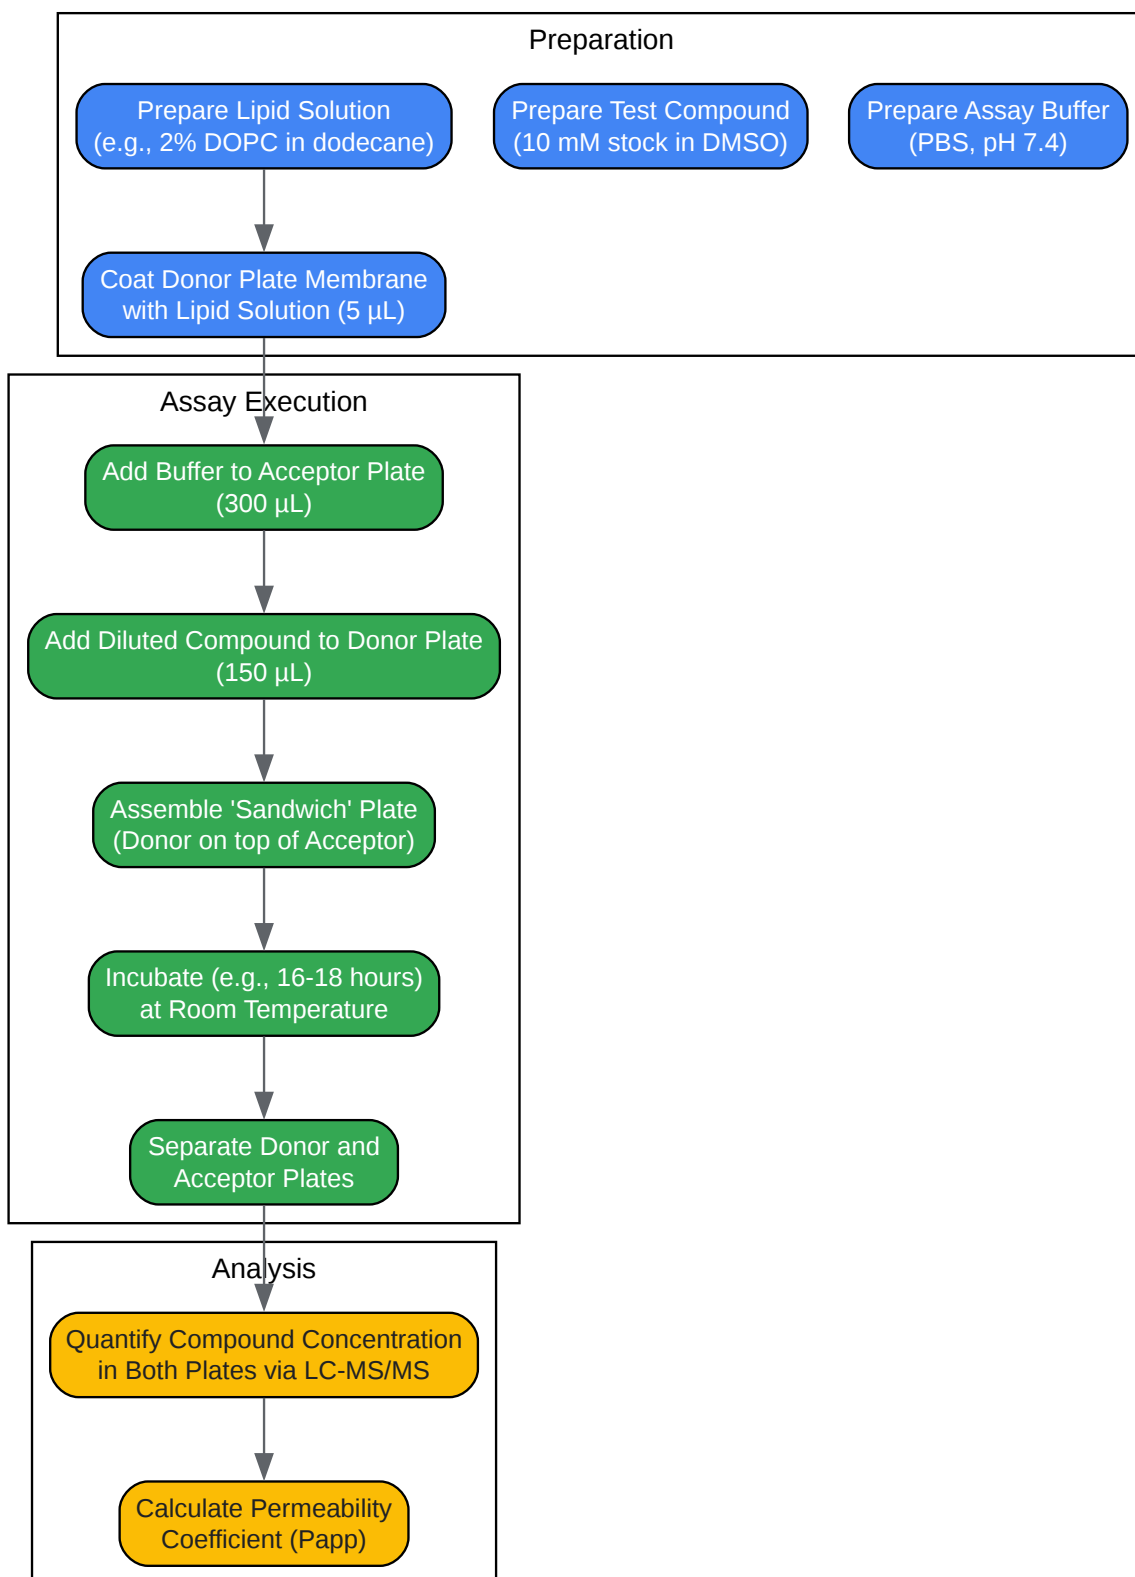 Preparation
Prepare Lipid Solution
(e.g., 2% DOPC in dodecane)
Prepare Test Compound
(10 mM stock in DMSO)
Prepare Assay Buffer
(PBS, pH 7.4)
Coat Donor Plate Membrane
with Lipid Solution (5 µL)
Assay Execution
Add Buffer to Acceptor Plate
(300 µL)
Add Diluted Compound to Donor Plate
(150 µL)
Assemble 'Sandwich' Plate
(Donor on top of Acceptor)
Incubate (e.g., 16-18 hours)
at Room Temperature
Separate Donor and
Acceptor Plates
Analysis
Quantify Compound Concentration
in Both Plates via LC-MS/MS
Calculate Permeability
Coefficient (Papp)